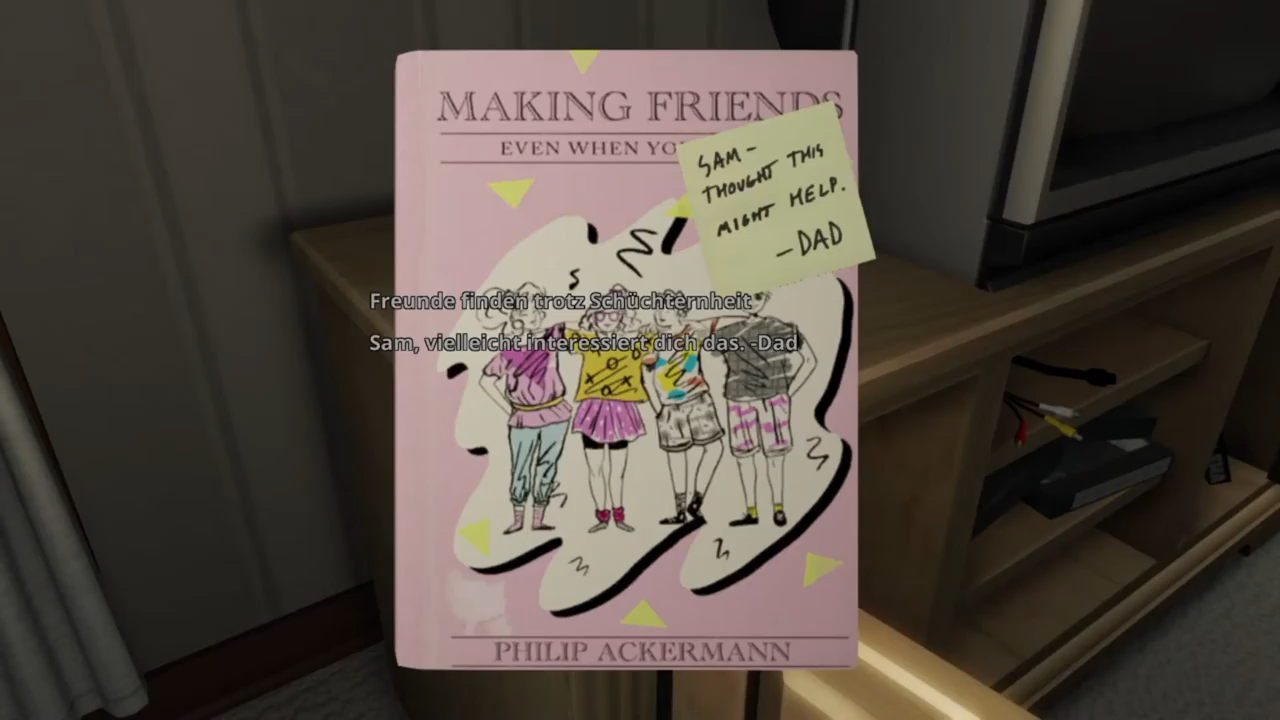 MAKING FRIENDS
EVEN WHEN
SAM-
THOUGHT THIS
MIGHT HELP.
-DAD
Freunde finden trotz Schüchternheit
Sam, vielleicht interessiert dich das. -Dad
PHILIP ACKERMANN